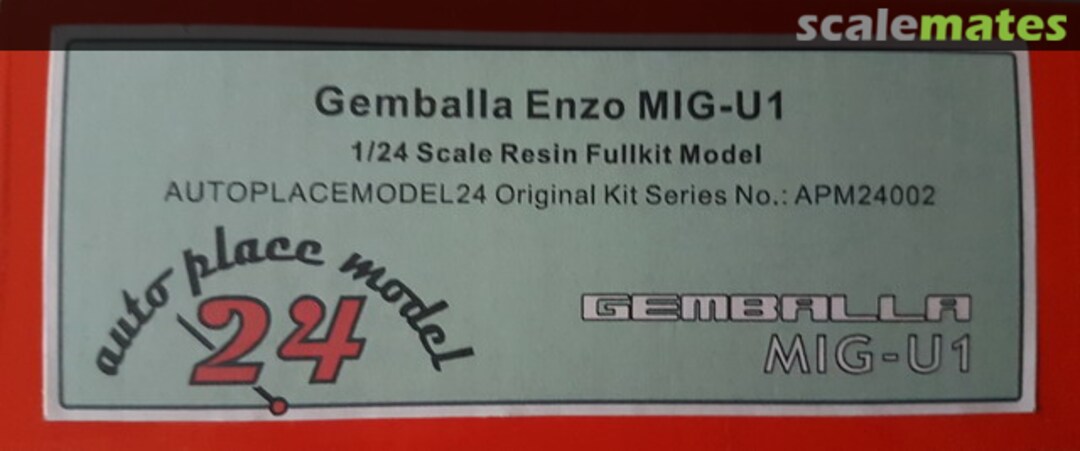 scalemates
Gemballa Enzo MIG-U1
1/24 Scale Resin Fullkit Model
AUTOPLACEMODEL24 Original Kit Series No.: APM24002
auto place model
24
GEMBALLA
MIG-U1